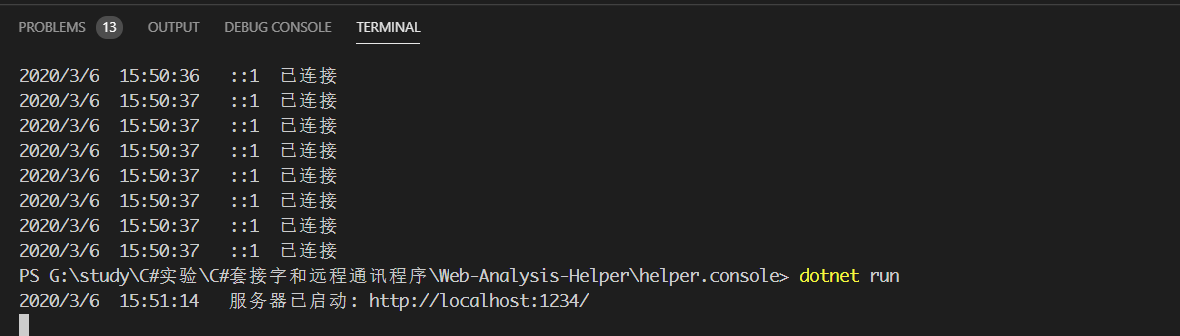 PROBLEMS 13 OUTPUT DEBUG CONSOLE TERMINAL
2020/3/6 15:50:36 ::1 已连接
2020/3/6 15:50:37 ::1 已连接
2020/3/6 15:50:37 ::1 已连接
2020/3/6 15:50:37 ::1 已连接
2020/3/6 15:50:37 ::1 已连接
2020/3/6 15:50:37 ::1 已连接
2020/3/6 15:50:37 ::1 已连接
2020/3/6 15:50:37 ::1 已连接
PS G:\study\C#实验\C#套接字和远程通讯程序\Web-Analysis-Helper\helper.console> dotnet run
2020/3/6 15:51:14 服务器已启动: http://localhost:1234/